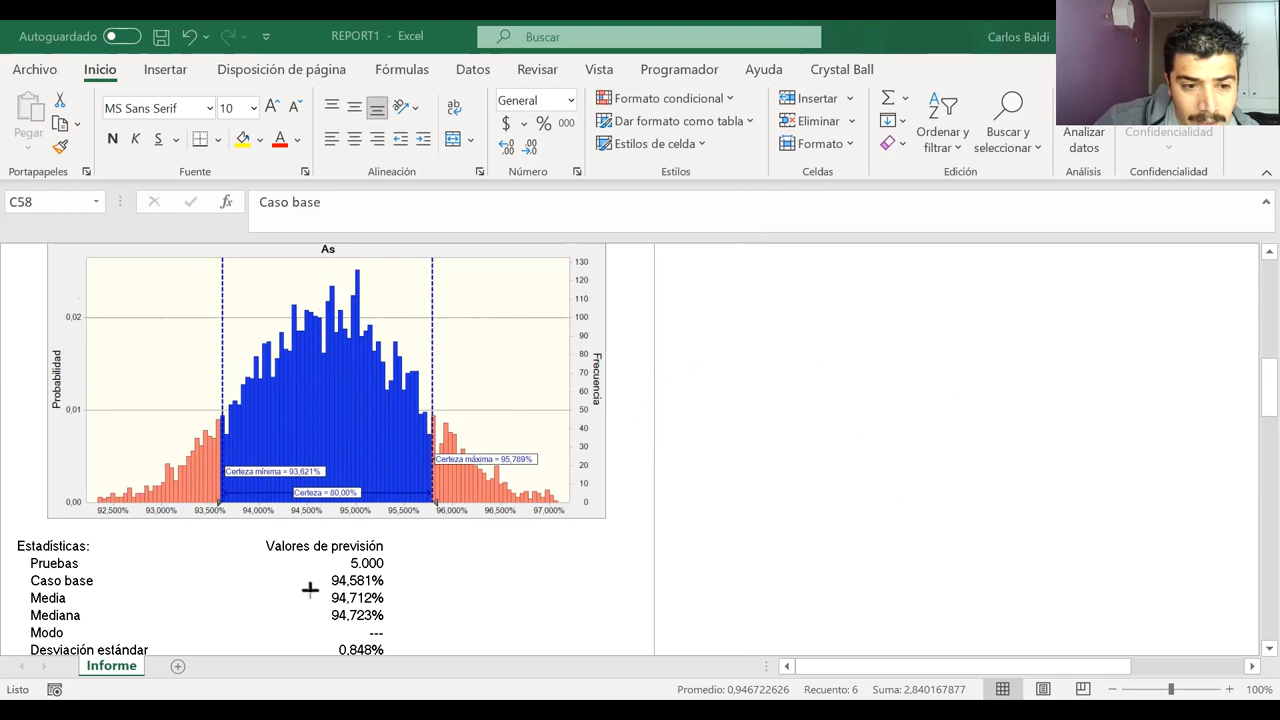 Autoguardado
REPORT1 - Excel
Buscar
Carlos Baldi
Archivo Inicio Insertar Disposición de página Fórmulas Datos Revisar Vista Programador Ayuda Crystal Ball
Pegar
MS Sans Serif 10
N K S
General
$ % 000
Formato condicional
Dar formato como tabla
Estilos de celda
Insertar
Eliminar
Formato
Ordenar y filtrar
Buscar y seleccionar
Analizar datos
Confidencialidad
Portapapeles Fuente Alineación Número Estilos Celdas Edición Análisis Confidencialidad
C58 fx Caso base
As
Probabilidad
0,02
0,01
0,00
Frecuencia
130
120
110
100
90
80
70
60
50
40
30
20
10
0
Certeza mínima = 93,621%
Certeza máxima = 95,789%
Certeza = 80,00%
92,500% 93,000% 93,500% 94,000% 94,500% 95,000% 95,500% 96,000% 96,500% 97,000%
Estadísticas: Valores de previsión
Pruebas 5.000
Caso base 94,581%
Media 94,712%
Mediana 94,723%
Modo ---
Desviación estándar 0,848%
Informe
Listo
Promedio: 0,946722626 Recuento: 6 Suma: 2,840167877
100%